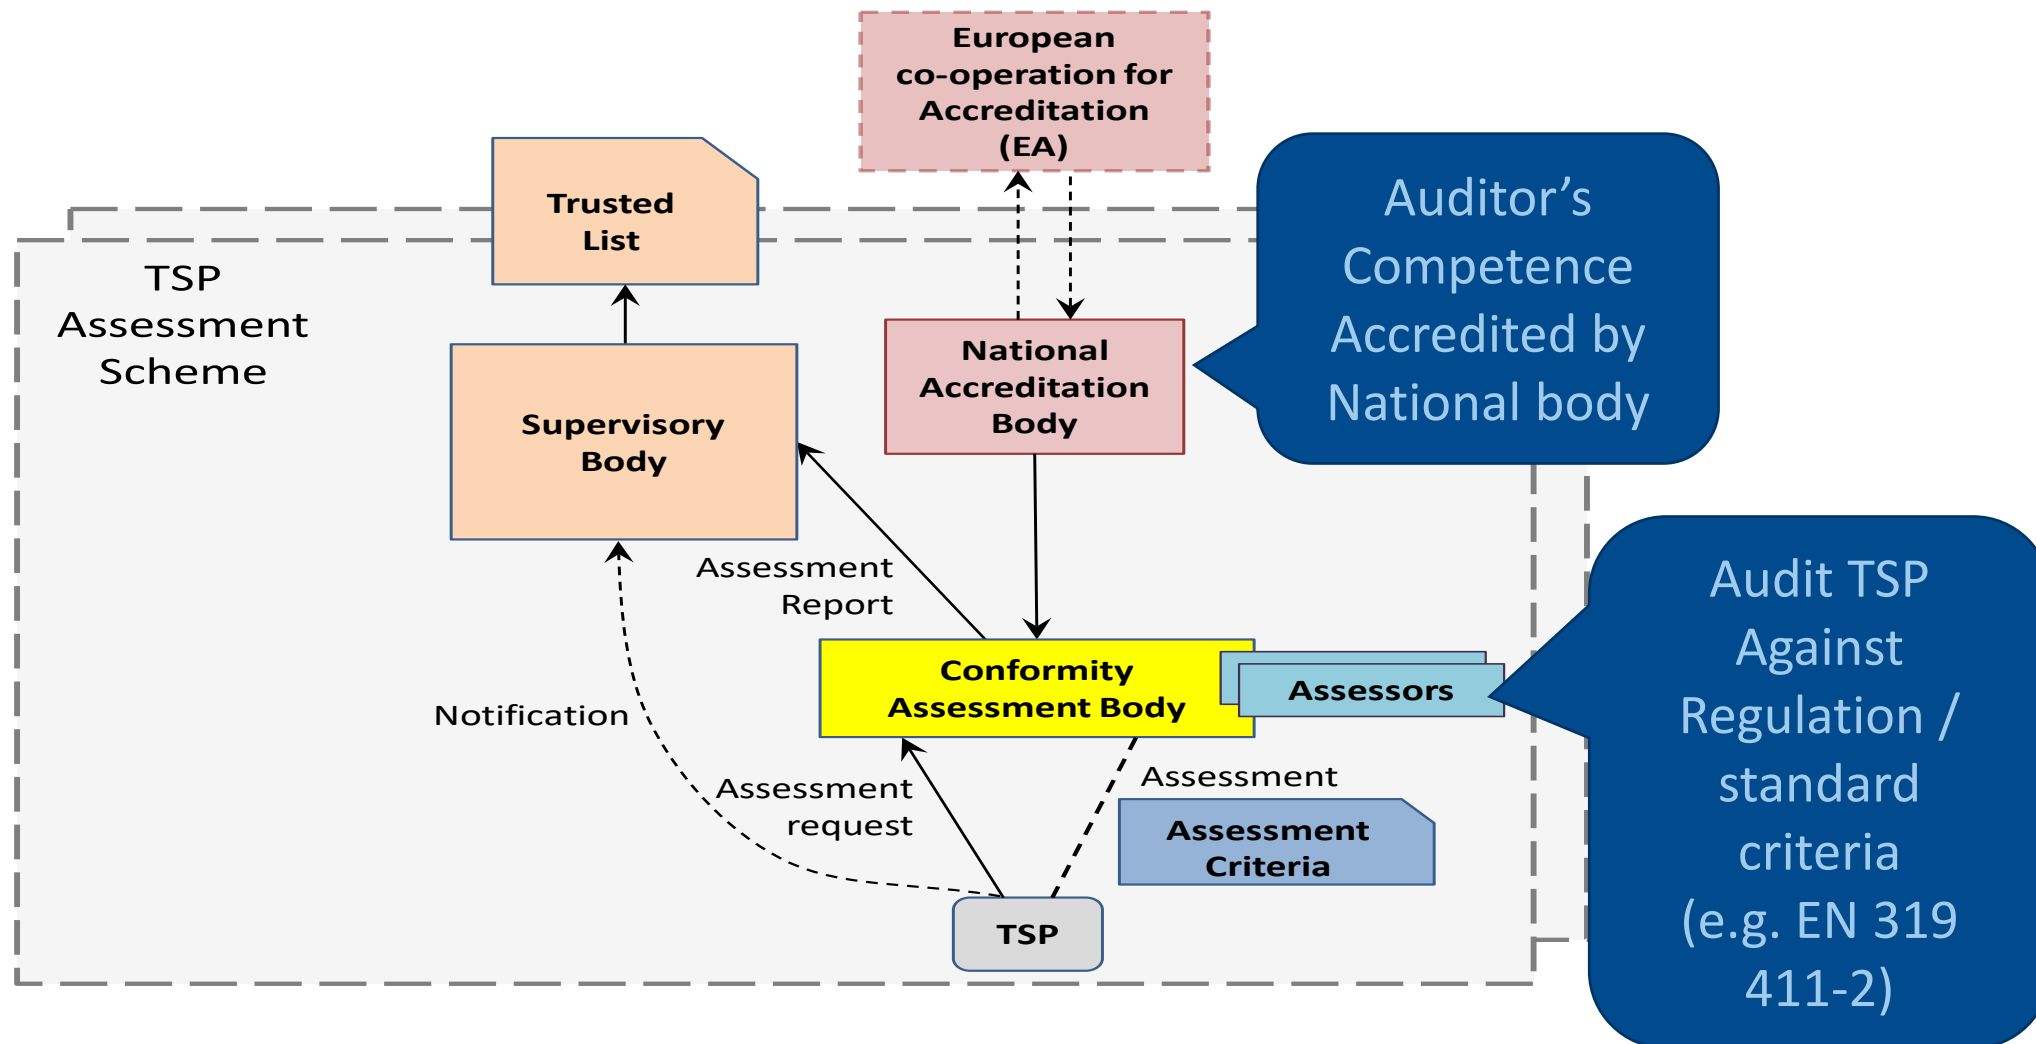 European
co-operation for
Accreditation
(EA)
Trusted
List
TSP
Assessment
Scheme
Auditor’s
Competence
Accredited by
National body
National
Accreditation
Body
Supervisory
Body
Assessment
Report
Conformity
Assessment Body
Assessors
Audit TSP
Against
Regulation /
standard
criteria
(e.g. EN 319
411-2)
Notification
Assessment
request
Assessment
Assessment
Criteria
TSP